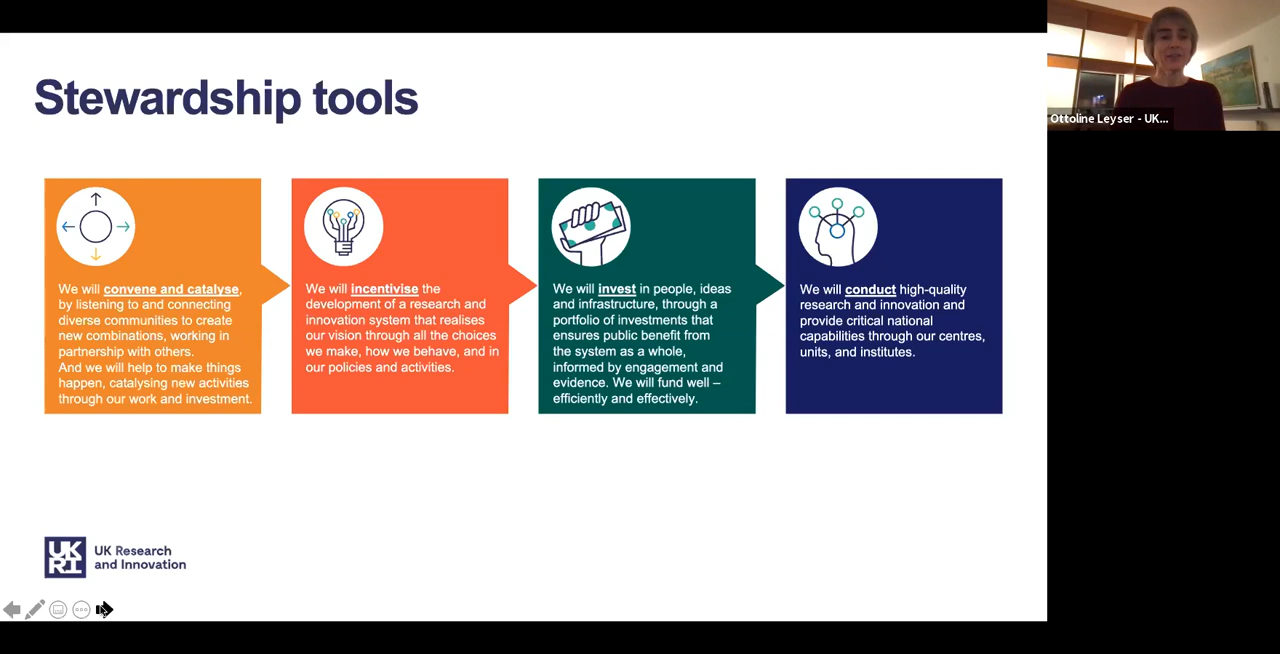 Stewardship tools
Ottoline Leyser - UK...
We will convene and catalyse,
by listening to and connecting
diverse communities to create
new combinations, working in
partnership with others.
And we will help to make things
happen, catalysing new activities
through our work and investment.
We will incentivise the
development of a research and
innovation system that realises
our vision through all the choices
we make, how we behave, and in
our policies and activities.
We will invest in people, ideas
and infrastructure, through a
portfolio of investments that
ensures public benefit from
the system as a whole,
informed by engagement and
evidence. We will fund well –
efficiently and effectively.
We will conduct high-quality
research and innovation and
provide critical national
capabilities through our centres,
units, and institutes.
UK
RI
UK Research
and Innovation